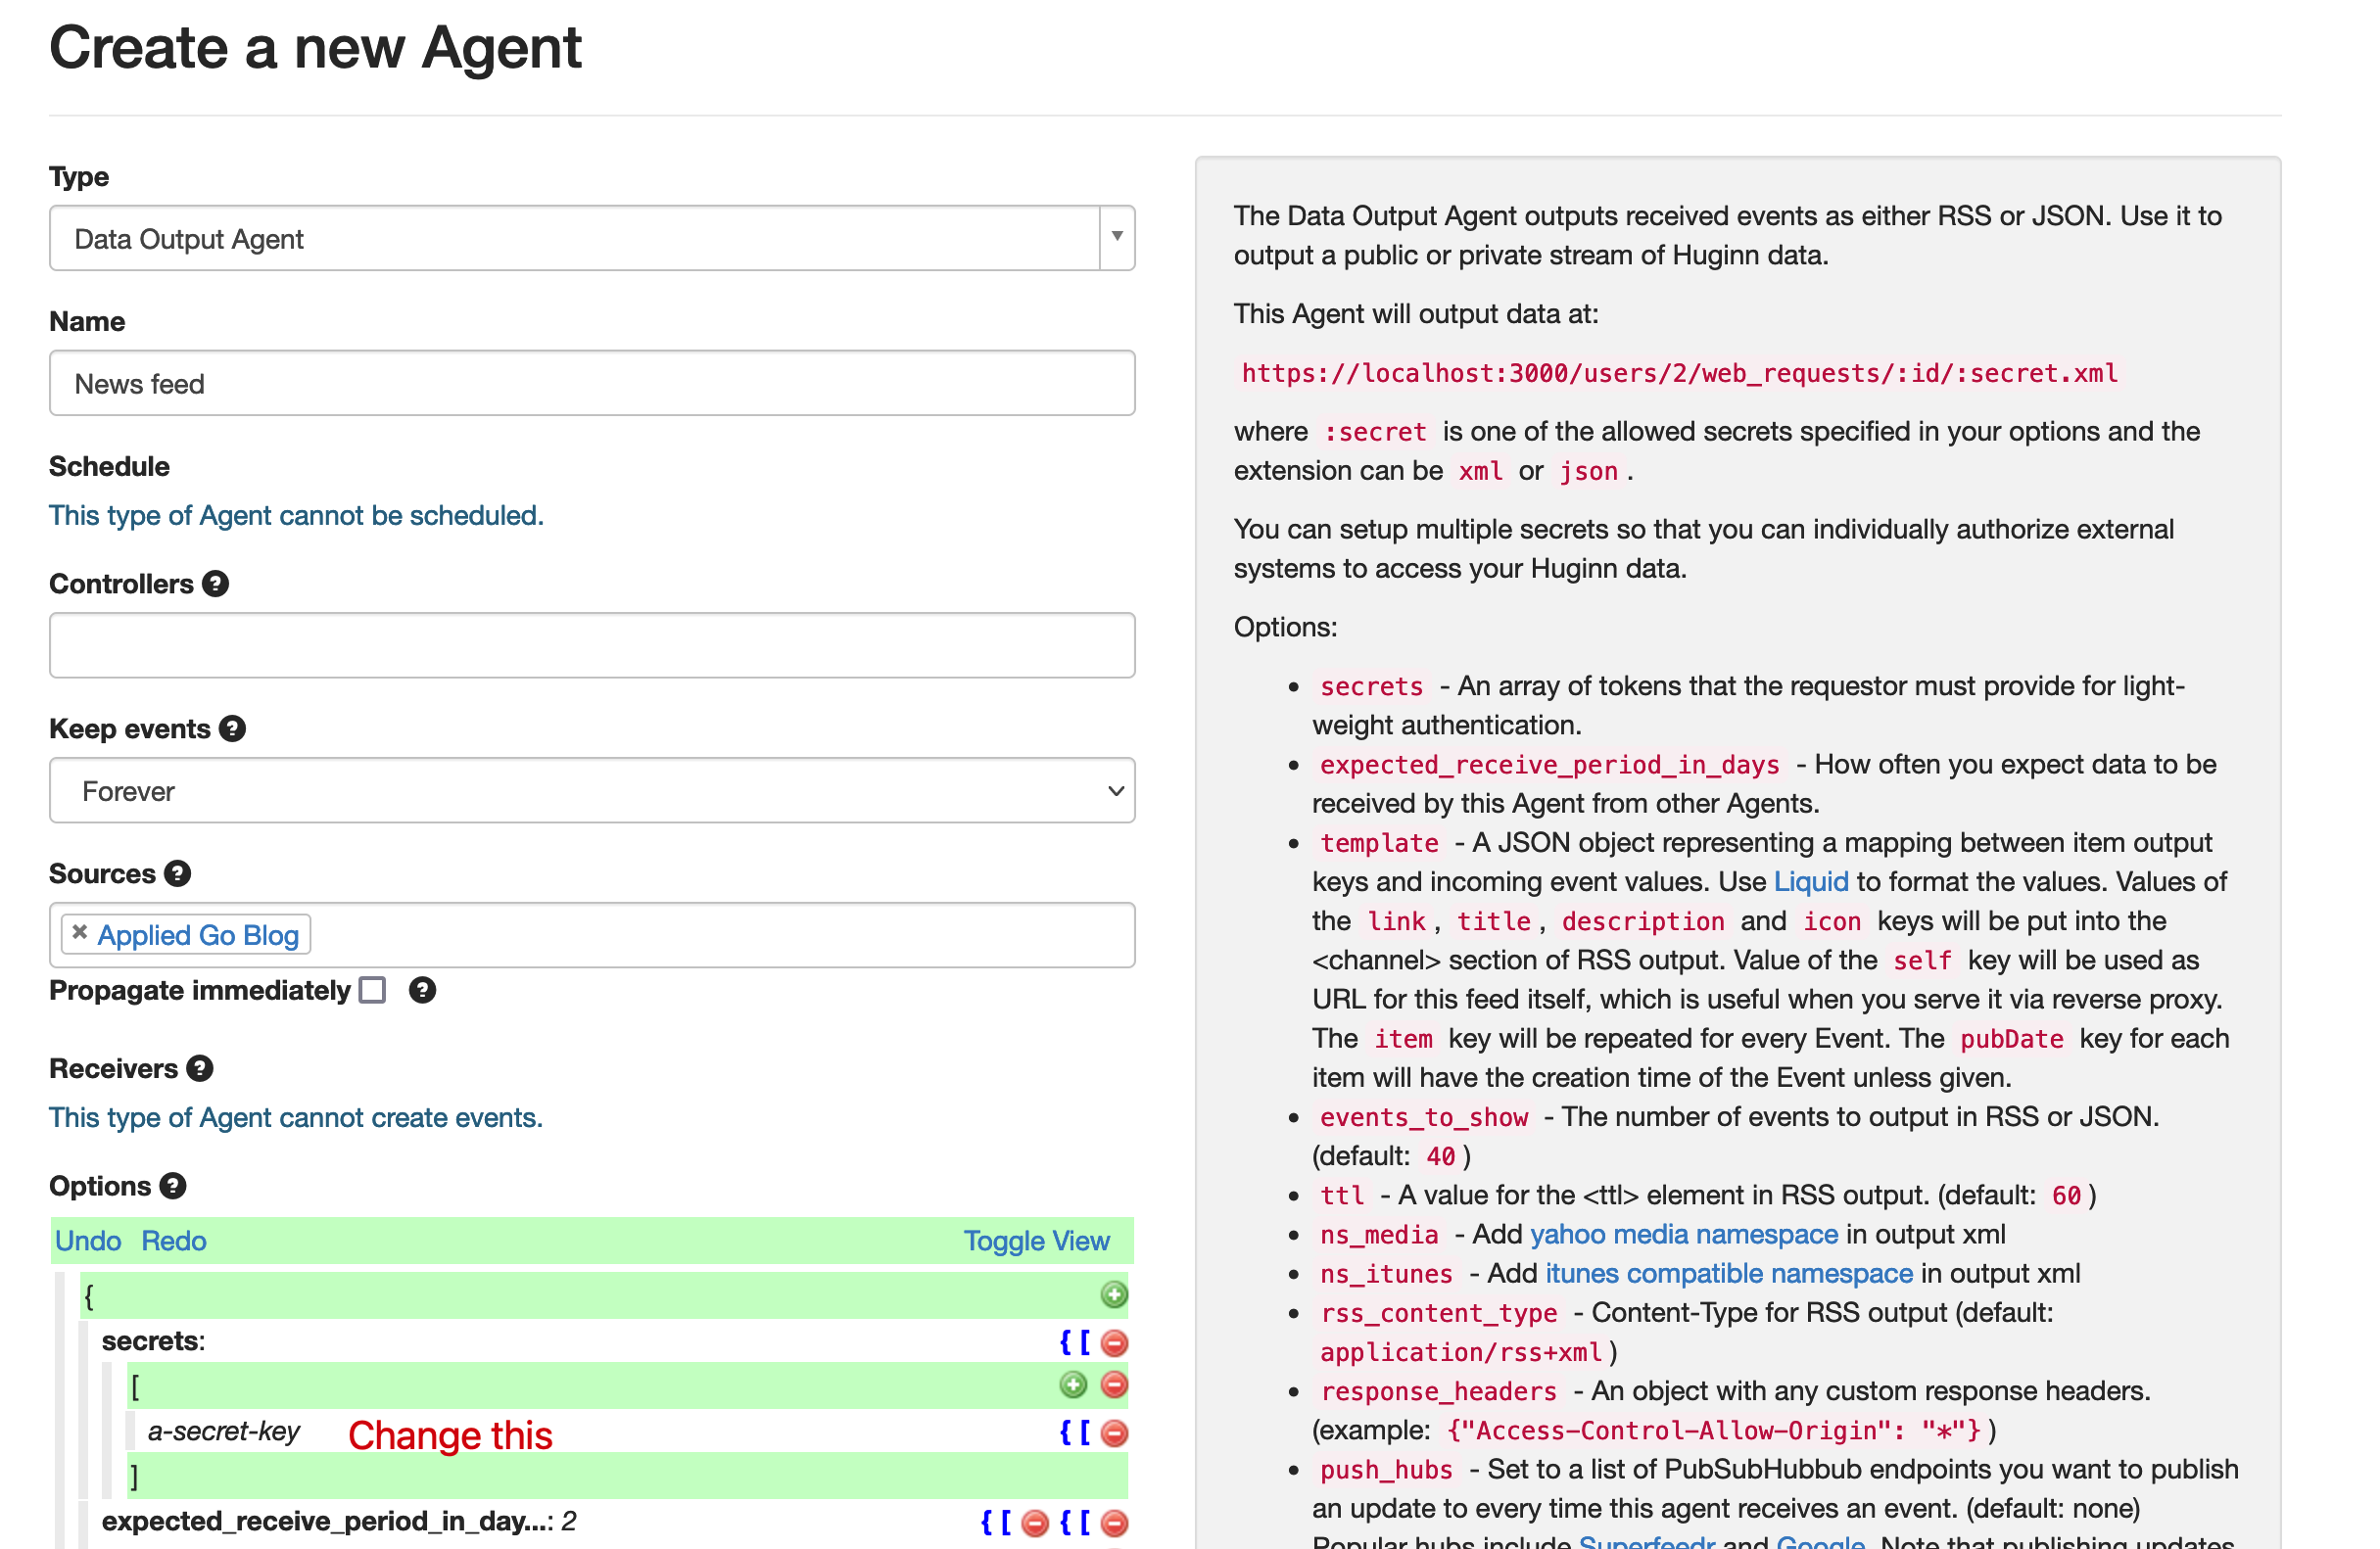 Create a new Agent
Type
Data Output Agent
Name
News feed
Schedule
This type of Agent cannot be scheduled.
Controllers ?
Keep events ?
Forever
Sources ?
× Applied Go Blog
Propagate immediately ?
Receivers ?
This type of Agent cannot create events.
Options ?
Undo Redo Toggle View
{
secrets: { [
[
a-secret-key Change this { [
]
expected_receive_period_in_day...: 2 { [ { [
The Data Output Agent outputs received events as either RSS or JSON. Use it to
output a public or private stream of Huginn data.
This Agent will output data at:
https://localhost:3000/users/2/web_requests/:id/:secret.xml
where :secret is one of the allowed secrets specified in your options and the
extension can be xml or json .
You can setup multiple secrets so that you can individually authorize external
systems to access your Huginn data.
Options:
• secrets - An array of tokens that the requestor must provide for light-
weight authentication.
• expected_receive_period_in_days - How often you expect data to be
received by this Agent from other Agents.
• template - A JSON object representing a mapping between item output
keys and incoming event values. Use Liquid to format the values. Values of
the link , title , description and icon keys will be put into the
<channel> section of RSS output. Value of the self key will be used as
URL for this feed itself, which is useful when you serve it via reverse proxy.
The item key will be repeated for every Event. The pubDate key for each
item will have the creation time of the Event unless given.
• events_to_show - The number of events to output in RSS or JSON.
(default: 40 )
• ttl - A value for the <ttl> element in RSS output. (default: 60 )
• ns_media - Add yahoo media namespace in output xml
• ns_itunes - Add itunes compatible namespace in output xml
• rss_content_type - Content-Type for RSS output (default:
application/rss+xml )
• response_headers - An object with any custom response headers.
(example: {"Access-Control-Allow-Origin": "*"} )
• push_hubs - Set to a list of PubSubHubbub endpoints you want to publish
an update to every time this agent receives an event. (default: none)
Popular hubs include Superfeedr and Google. Note that publishing updates